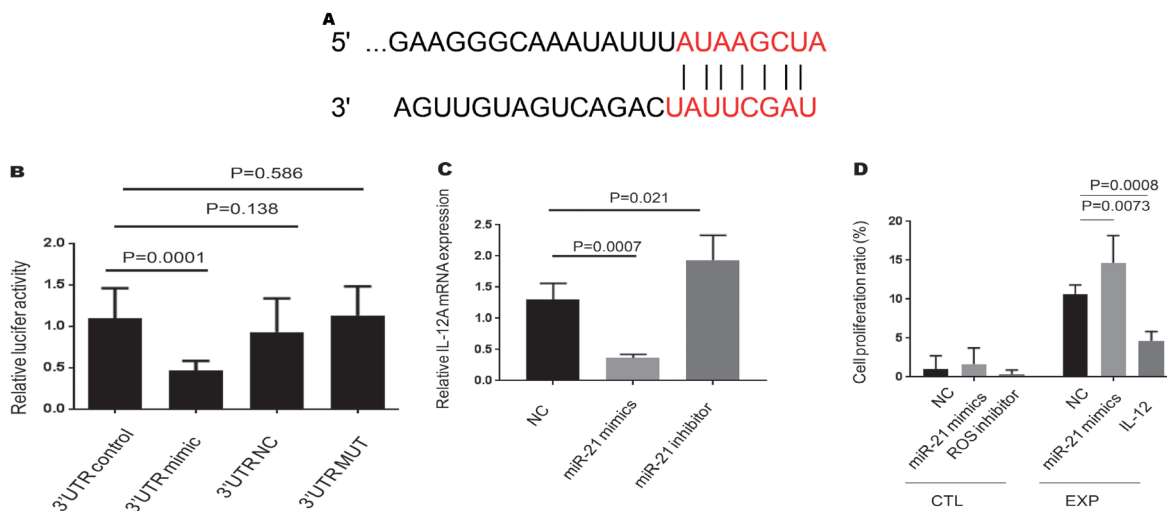 A
5' ...GAAGGGCAAAUAUUUAUAAGCUA
3' AGUUGUAGUCAGACUAUUCGAU
B
P=0.586
P=0.138
P=0.0001
Relative lucifer activity
2.0
1.5
1.0
0.5
0.0
3'UTR control
3'UTR mimic
3'UTR NC
3'UTR MUT
C
P=0.021
P=0.0007
Relative IL-12A mRNA expression
2.5
2.0
1.5
1.0
0.5
0.0
NC
miR-21 mimics
miR-21 inhibitor
D
P=0.0008
P=0.0073
Cell proliferation ratio (%)
20
15
10
5
0
NC
miR-21 mimics
ROS inhibitor
NC
miR-21 mimics
IL-12
CTL
EXP